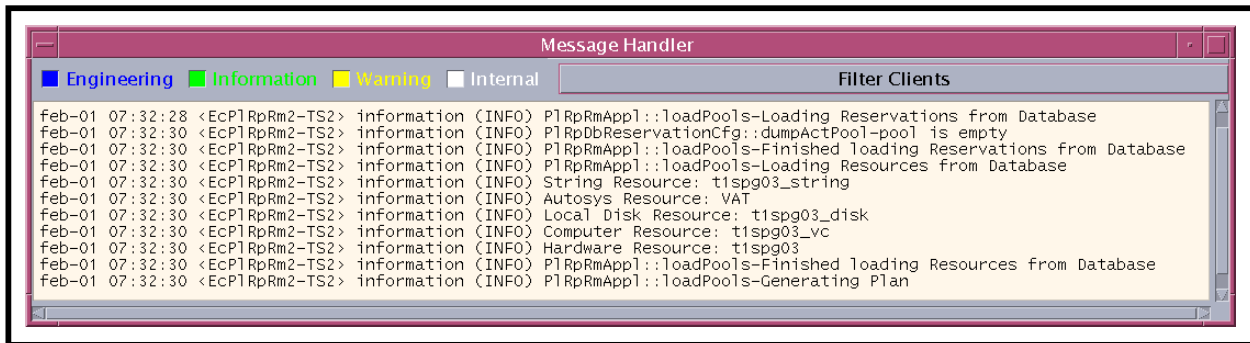 Message Handler
Engineering Information Warning Internal Filter Clients
feb-01 07:32:28 <EcPlRpRm2-TS2> information (INFO) PlRpRmAppl::loadPools-Loading Reservations from Database
feb-01 07:32:30 <EcPlRpRm2-TS2> information (INFO) PlRpDbReservationCfg::dumpActPool-pool is empty
feb-01 07:32:30 <EcPlRpRm2-TS2> information (INFO) PlRpRmAppl::loadPools-Finished loading Reservations from Database
feb-01 07:32:30 <EcPlRpRm2-TS2> information (INFO) PlRpRmAppl::loadPools-Loading Resources from Database
feb-01 07:32:30 <EcPlRpRm2-TS2> information (INFO) String Resource: t1spg03_string
feb-01 07:32:30 <EcPlRpRm2-TS2> information (INFO) Autosys Resource: VAT
feb-01 07:32:30 <EcPlRpRm2-TS2> information (INFO) Local Disk Resource: t1spg03_disk
feb-01 07:32:30 <EcPlRpRm2-TS2> information (INFO) Computer Resource: t1spg03_vc
feb-01 07:32:30 <EcPlRpRm2-TS2> information (INFO) Hardware Resource: t1spg03
feb-01 07:32:30 <EcPlRpRm2-TS2> information (INFO) PlRpRmAppl::loadPools-Finished loading Resources from Database
feb-01 07:32:30 <EcPlRpRm2-TS2> information (INFO) PlRpRmAppl::loadPools-Generating Plan